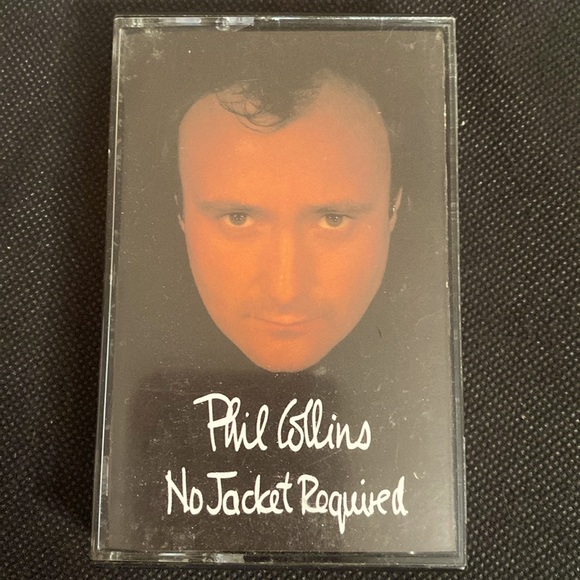 Phil Collins
No Jacket Required